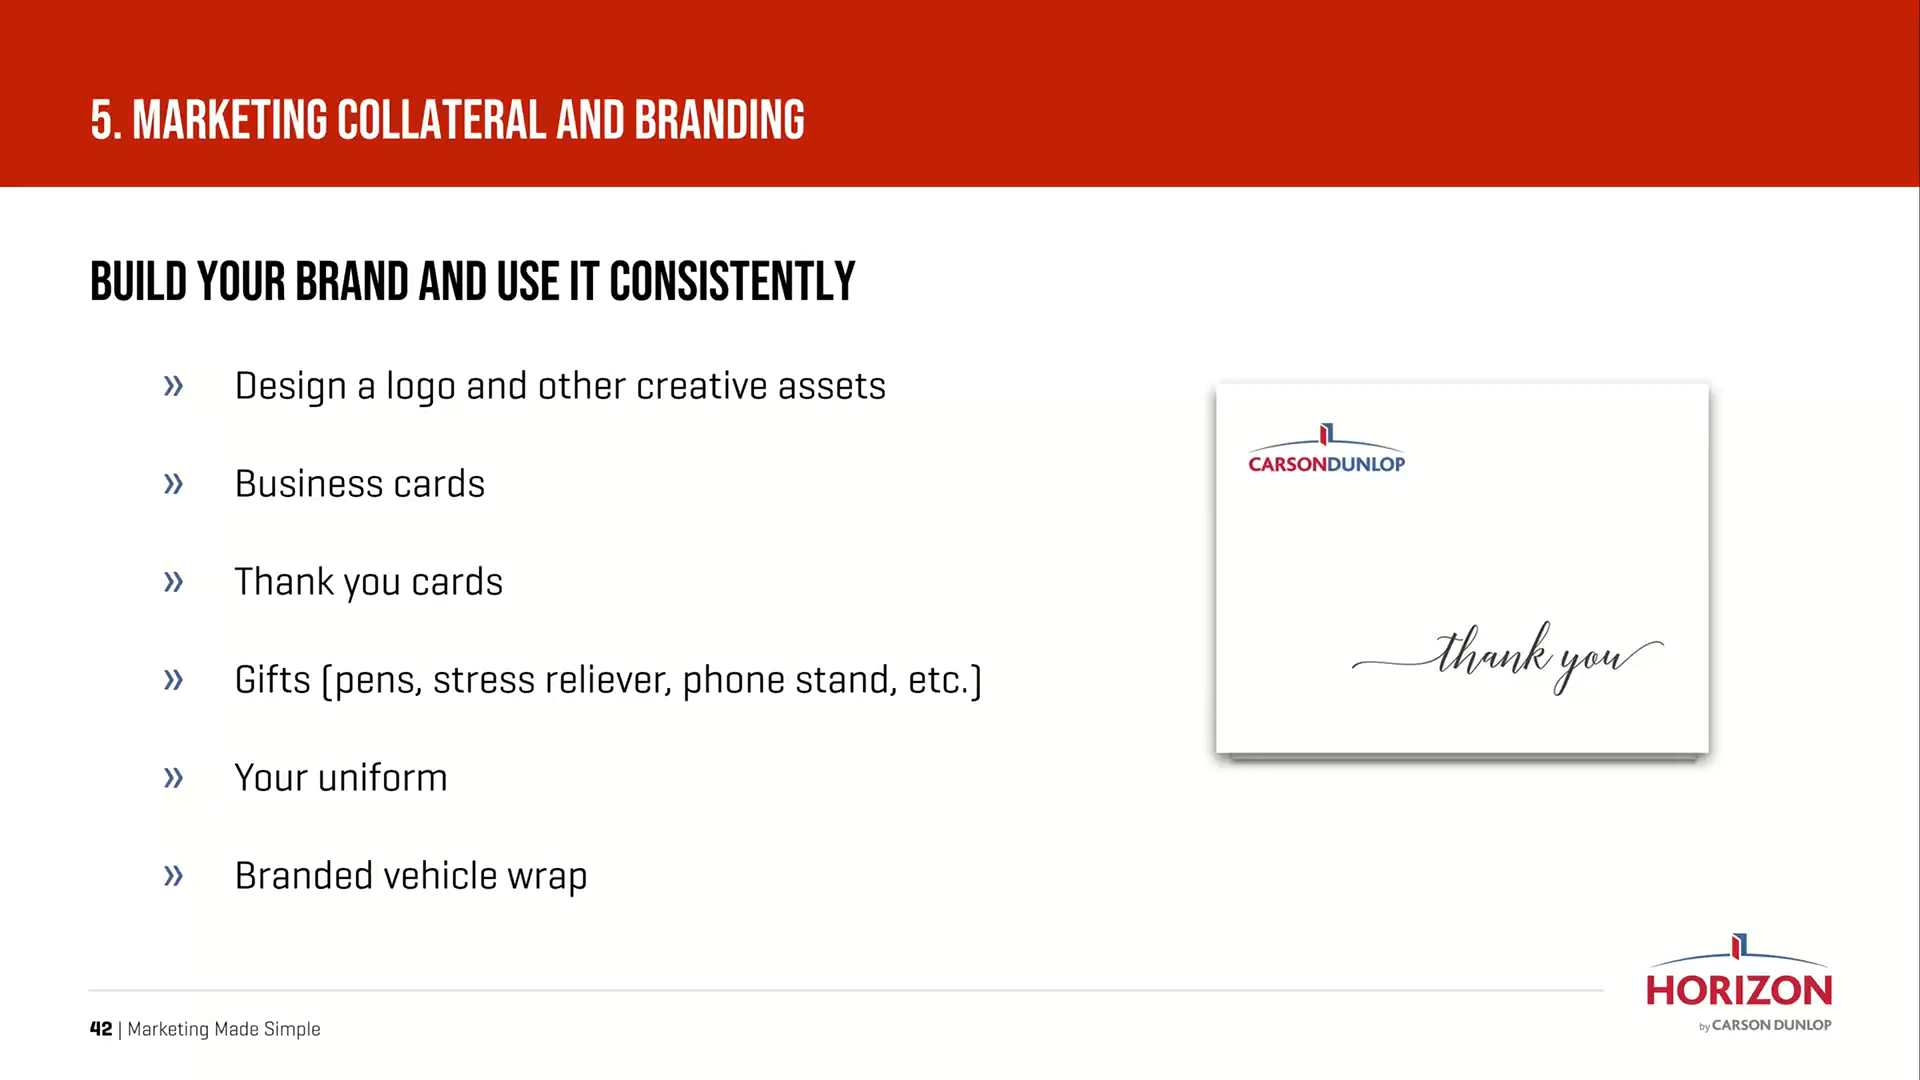 5. MARKETING COLLATERAL AND BRANDING
BUILD YOUR BRAND AND USE IT CONSISTENTLY
» Design a logo and other creative assets
» Business cards
» Thank you cards
» Gifts (pens, stress reliever, phone stand, etc.)
» Your uniform
» Branded vehicle wrap
CARSONDUNLOP
thank you
HORIZON
by CARSON DUNLOP
42 | Marketing Made Simple